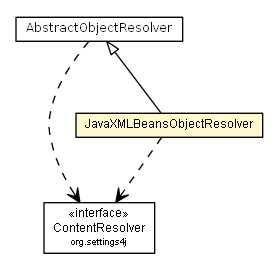 AbstractObjectResolver
JavaXMLBeansObjectResolver
«interface»
ContentResolver
org.settings4j